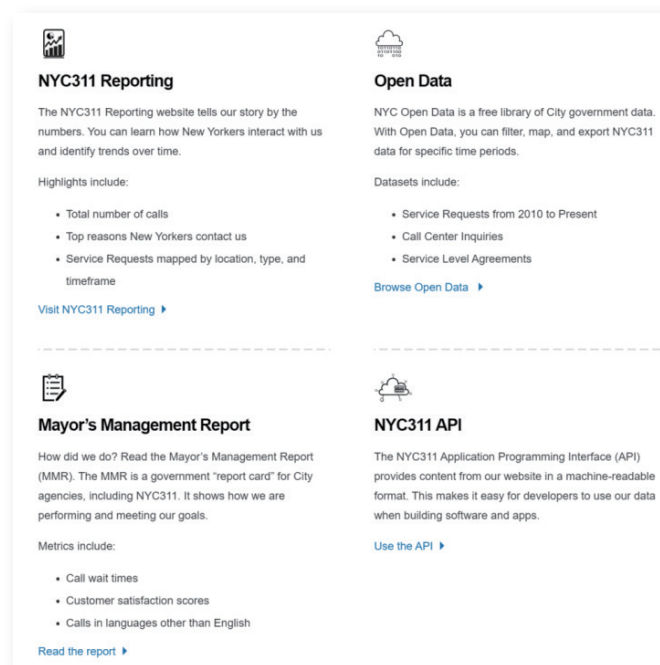 NYC311 Reporting
The NYC311 Reporting website tells our story by the
numbers. You can learn how New Yorkers interact with us
and identify trends over time.
Highlights include:
• Total number of calls
• Top reasons New Yorkers contact us
• Service Requests mapped by location, type, and
timeframe
Visit NYC311 Reporting
Open Data
NYC Open Data is a free library of City government data.
With Open Data, you can filter, map, and export NYC311
data for specific time periods.
Datasets include:
• Service Requests from 2010 to Present
• Call Center Inquiries
• Service Level Agreements
Browse Open Data
Mayor’s Management Report
How did we do? Read the Mayor’s Management Report
(MMR). The MMR is a government “report card” for City
agencies, including NYC311. It shows how we are
performing and meeting our goals.
Metrics include:
• Call wait times
• Customer satisfaction scores
• Calls in languages other than English
Read the report
NYC311 API
The NYC311 Application Programming Interface (API)
provides content from our website in a machine-readable
format. This makes it easy for developers to use our data
when building software and apps.
Use the API